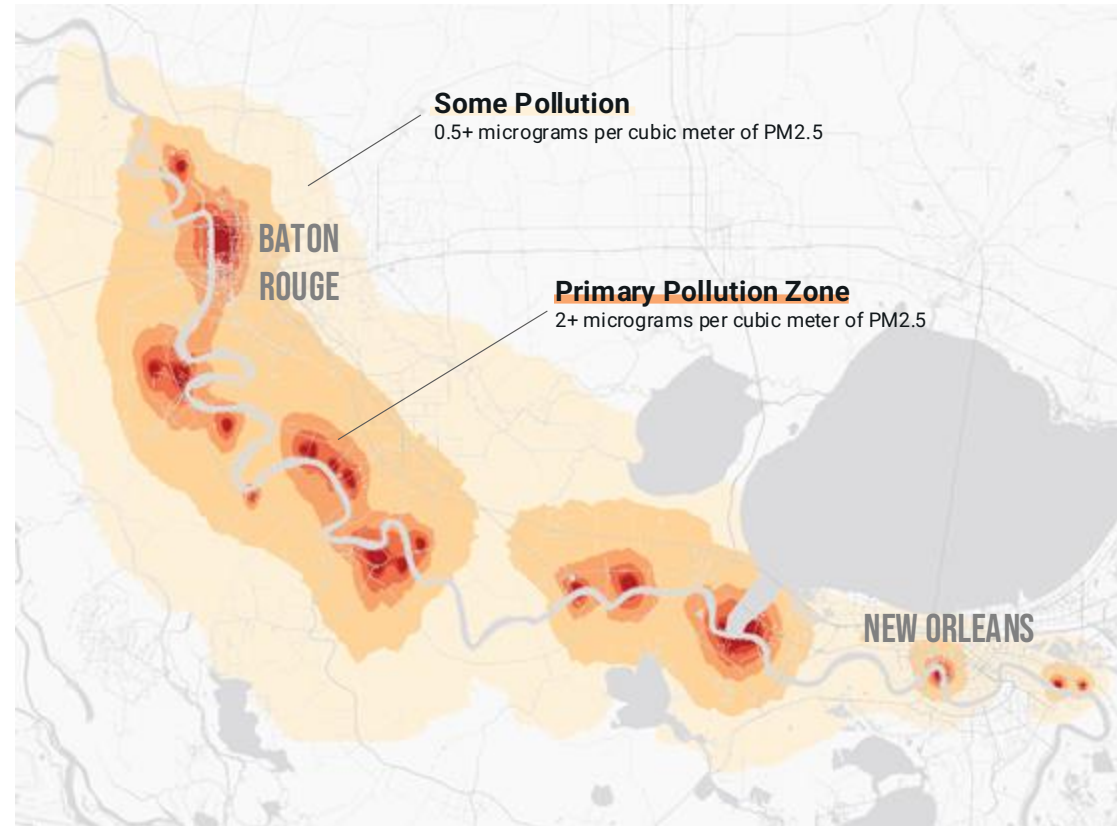 Some Pollution
0.5+ micrograms per cubic meter of PM2.5
BATON
ROUGE
Primary Pollution Zone
2+ micrograms per cubic meter of PM2.5
NEW ORLEANS